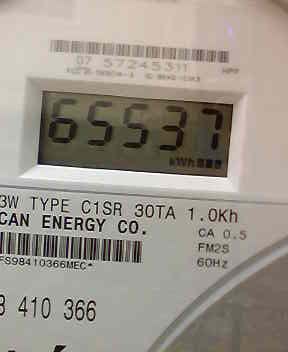 07 57245311
65537
kWh
3W TYPE C1SR 30TA 1.0Kh
CAN ENERGY CO.
CA 0.5
FM2S
60Hz
FS98410366MEC*
8 410 366